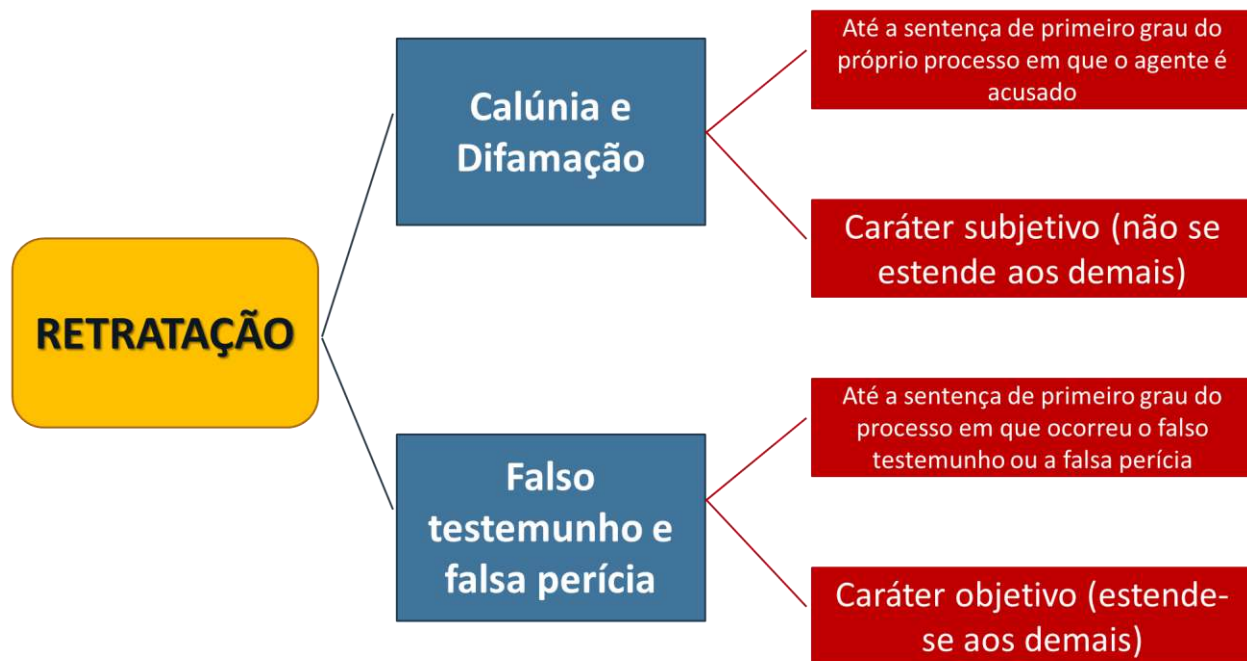 RETRATAÇÃO
Calúnia e
Difamação
Até a sentença de primeiro grau do
próprio processo em que o agente é
acusado
Caráter subjetivo (não se
estende aos demais)
Falso
testemunho e
falsa perícia
Até a sentença de primeiro grau do
processo em que ocorreu o falso
testemunho ou a falsa perícia
Caráter objetivo (estende-
se aos demais)